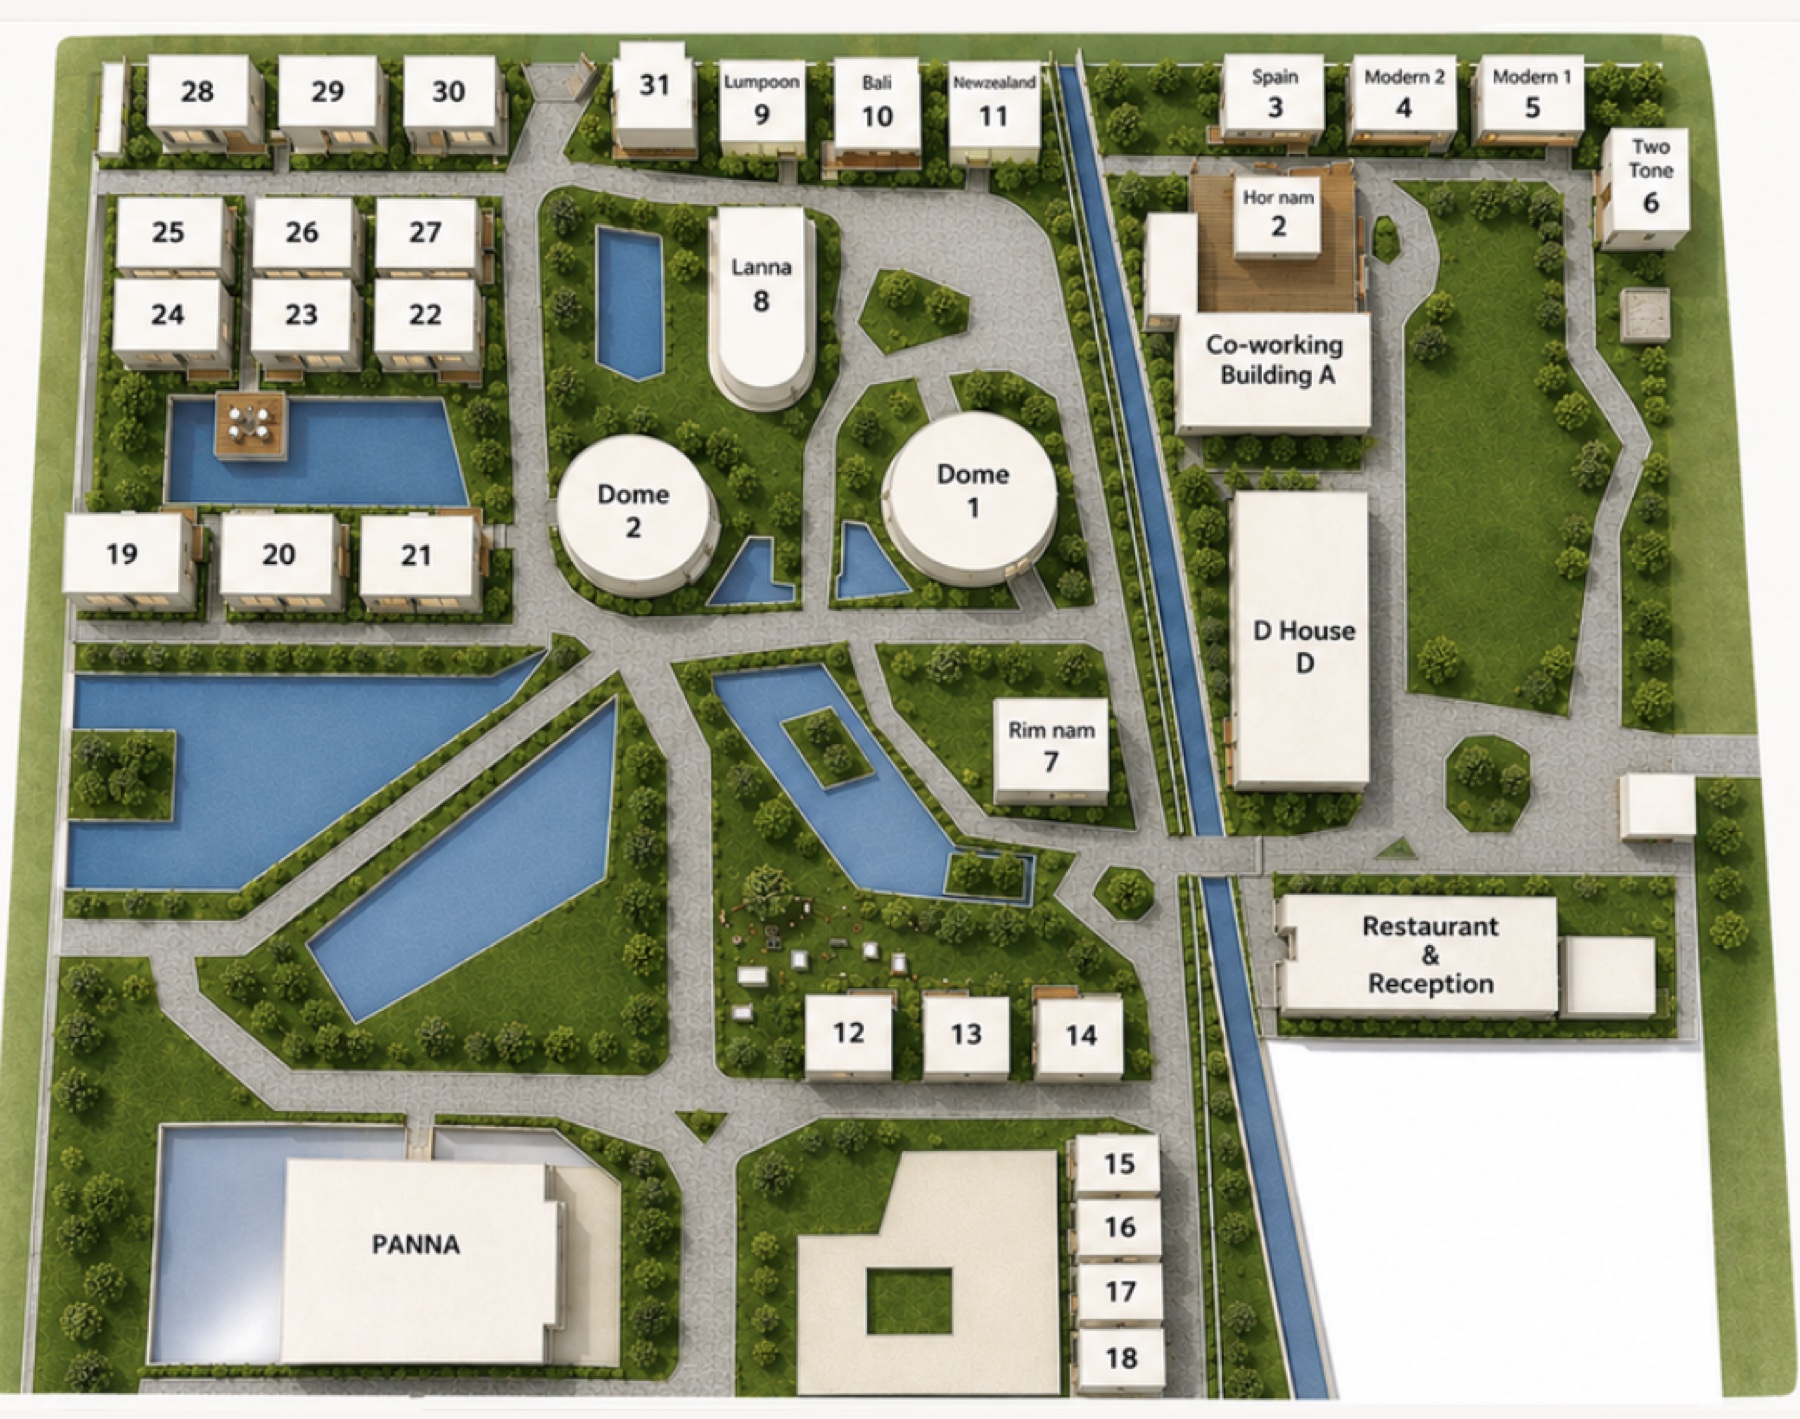 28
29
30
31
Lumpoon
9
Bali
10
Newzealand
11
Spain
3
Modern 2
4
Modern 1
5
Two
Tone
6
Hor nam
2
25
26
27
Lanna
8
24
23
22
Co-working
Building A
Dome
2
Dome
1
19
20
21
D House
D
Rim nam
7
Restaurant
&
Reception
12
13
14
15
16
17
18
PANNA